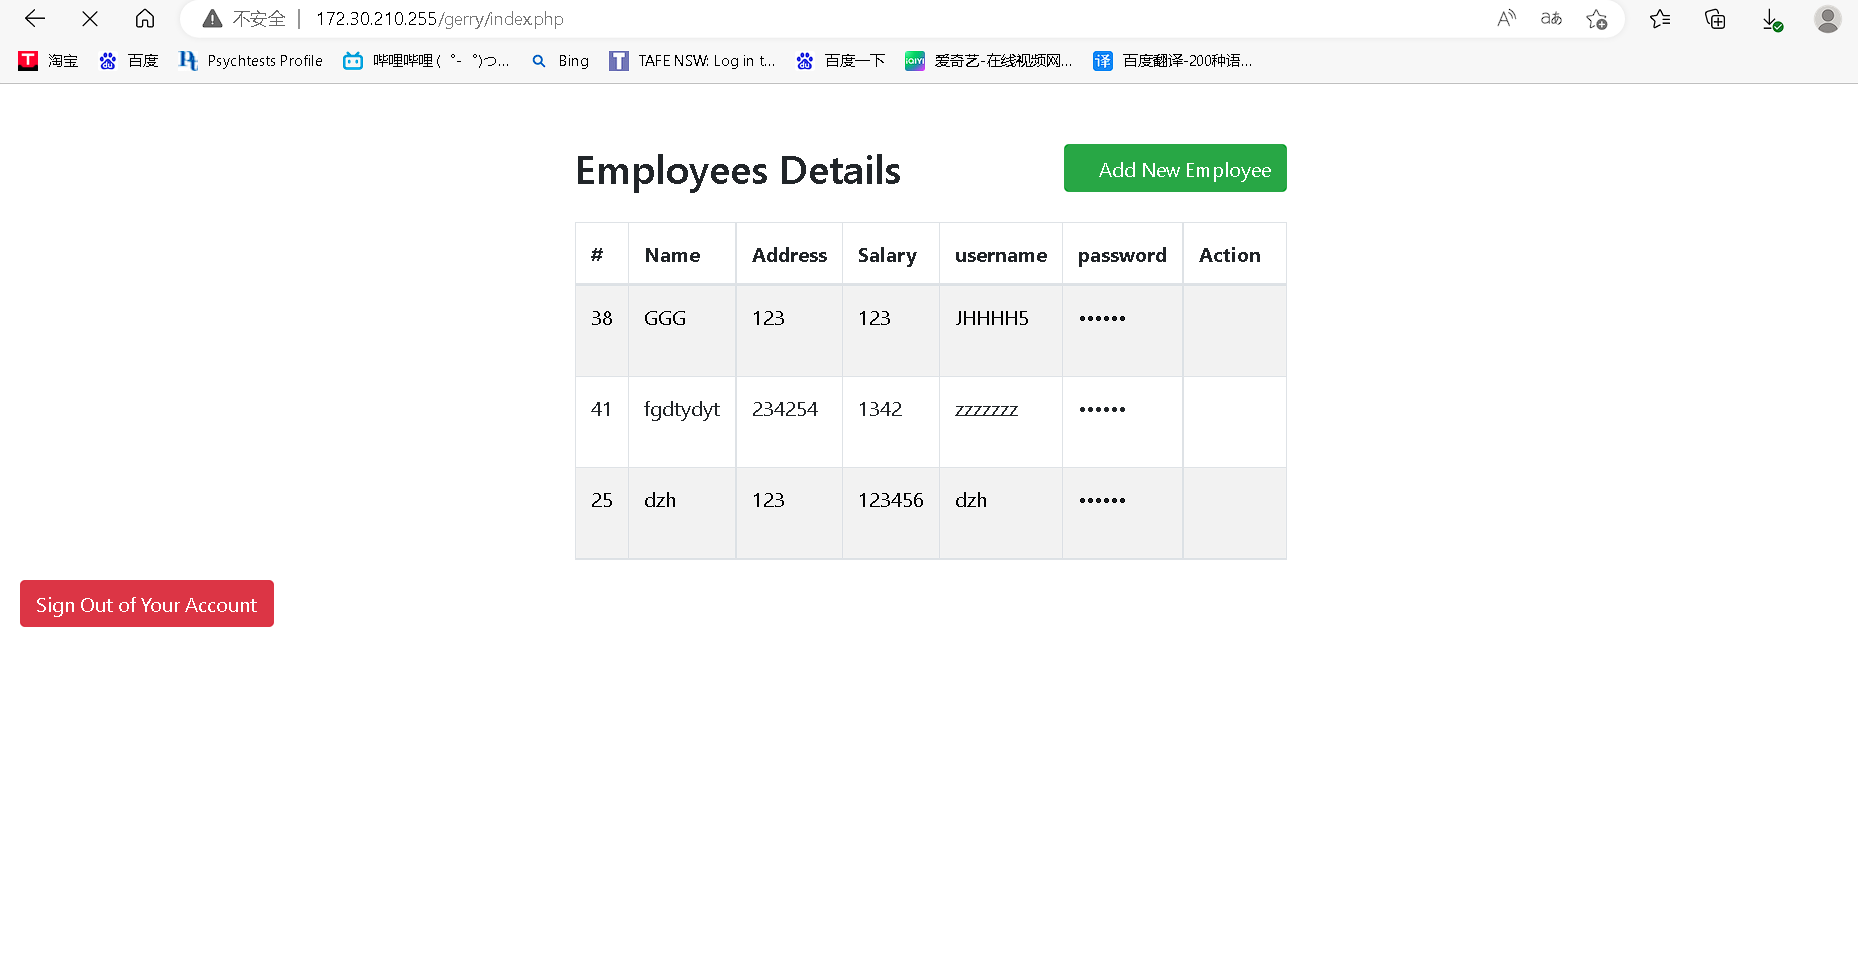 不安全 | 172.30.210.255/gerry/index.php
淘宝 百度 Psychtests Profile 哔哩哔哩 (゜-゜)つ... Bing TAFE NSW: Log in t... 百度一下 爱奇艺-在线视频网... 百度翻译-200种语...
Employees Details Add New Employee
# Name Address Salary username password Action
38 GGG 123 123 JHHHH5 ••••••
41 fgdtydyt 234254 1342 zzzzzzz ••••••
25 dzh 123 123456 dzh ••••••
Sign Out of Your Account